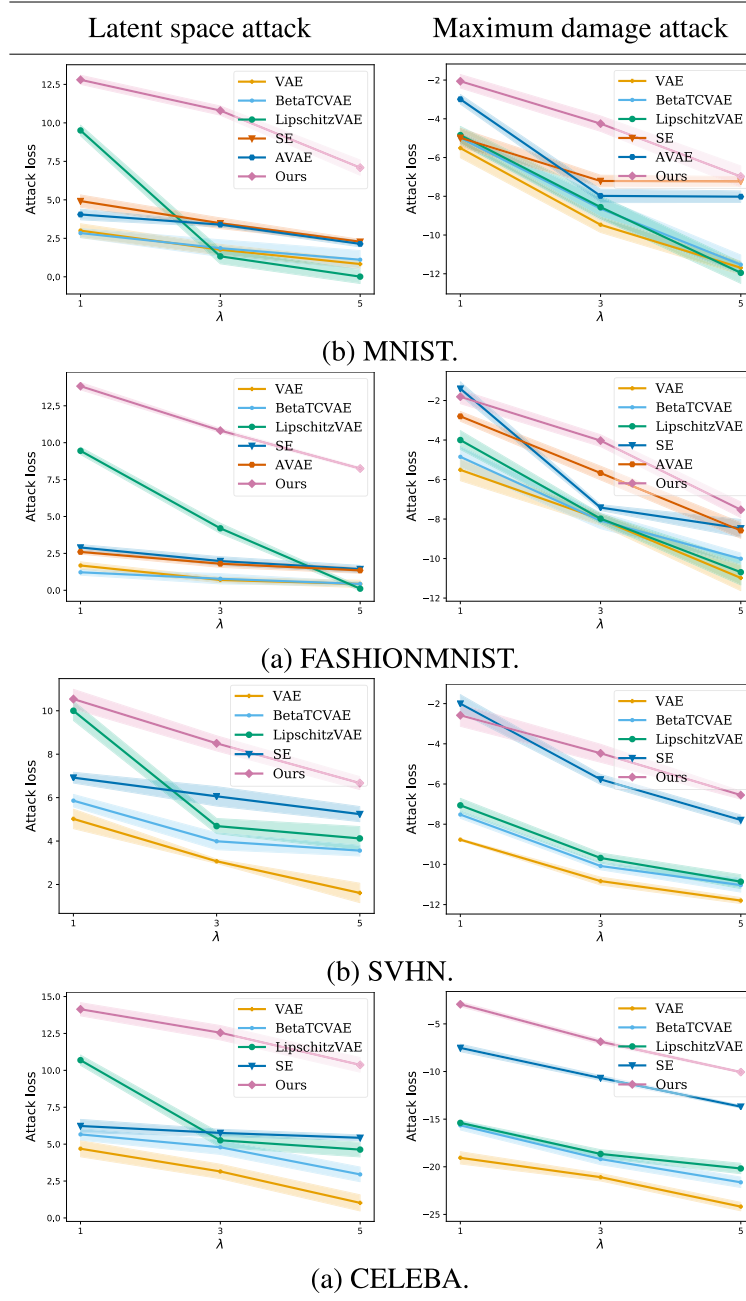 Latent space attack Maximum damage attack
12.5
10.0
7.5
5.0
2.5
0.0
Attack loss
1 3 5
λ
VAE
BetaTCVAE
LipschitzVAE
SE
AVAE
Ours
−2
−4
−6
−8
−10
−12
Attack loss
1 3 5
λ
VAE
BetaTCVAE
LipschitzVAE
SE
AVAE
Ours
(b) MNIST.
12.5
10.0
7.5
5.0
2.5
0.0
Attack loss
1 3 5
λ
VAE
BetaTCVAE
LipschitzVAE
SE
AVAE
Ours
−2
−4
−6
−8
−10
−12
Attack loss
1 3 5
λ
VAE
BetaTCVAE
LipschitzVAE
SE
AVAE
Ours
(a) FASHIONMNIST.
10
8
6
4
2
Attack loss
1 3 5
λ
VAE
BetaTCVAE
LipschitzVAE
SE
Ours
−2
−4
−6
−8
−10
−12
Attack loss
1 3 5
λ
VAE
BetaTCVAE
LipschitzVAE
SE
Ours
(b) SVHN.
15.0
12.5
10.0
7.5
5.0
2.5
0.0
Attack loss
1 3 5
λ
VAE
BetaTCVAE
LipschitzVAE
SE
Ours
−5
−10
−15
−20
−25
Attack loss
1 3 5
λ
VAE
BetaTCVAE
LipschitzVAE
SE
Ours
(a) CELEBA.